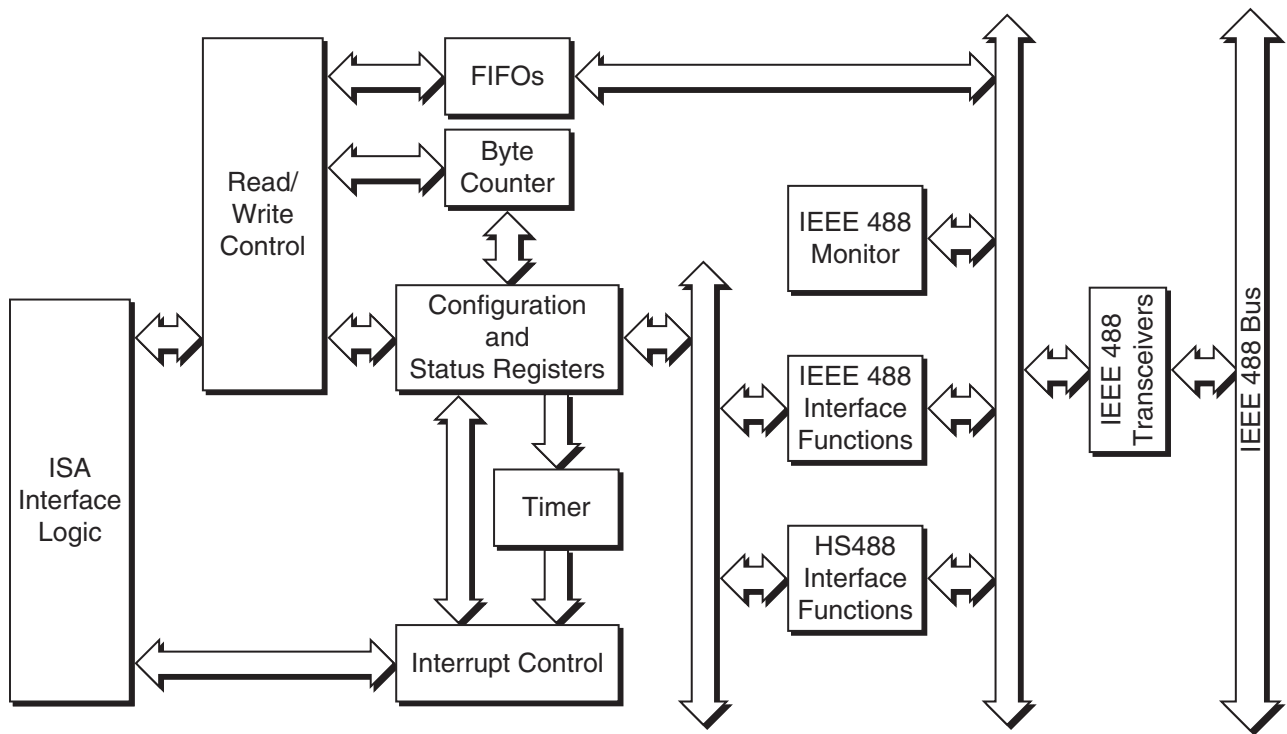 FIFOs
Byte
Counter
Read/
Write
Control
IEEE 488
Monitor
Configuration
and
Status Registers
IEEE 488
Interface
Functions
IEEE 488
Transceivers
IEEE 488 Bus
ISA
Interface
Logic
Timer
HS488
Interface
Functions
Interrupt Control